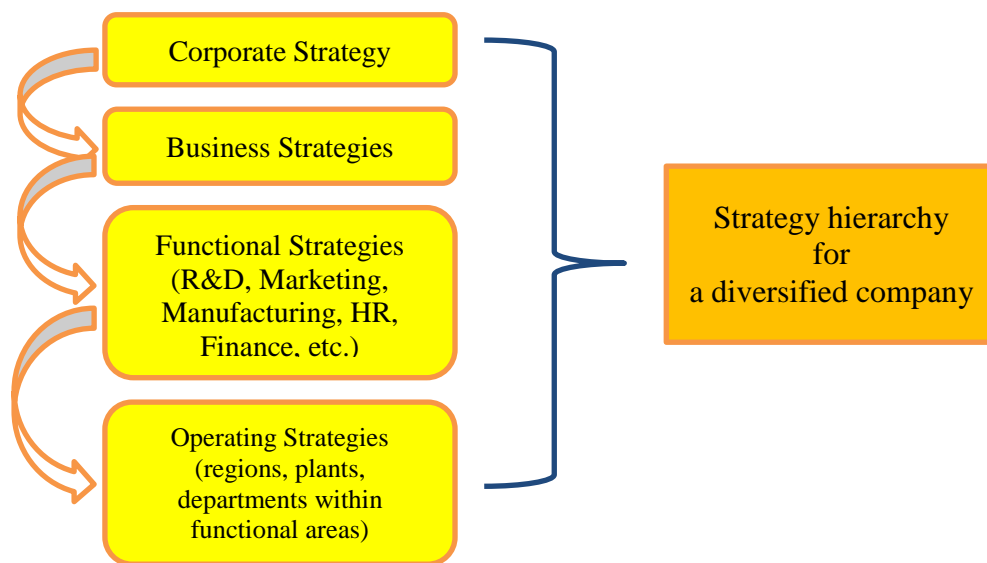 Corporate Strategy
Business Strategies
Functional Strategies
(R&D, Marketing,
Manufacturing, HR,
Finance, etc.)
Operating Strategies
(regions, plants,
departments within
functional areas)
Strategy hierarchy
for
a diversified company